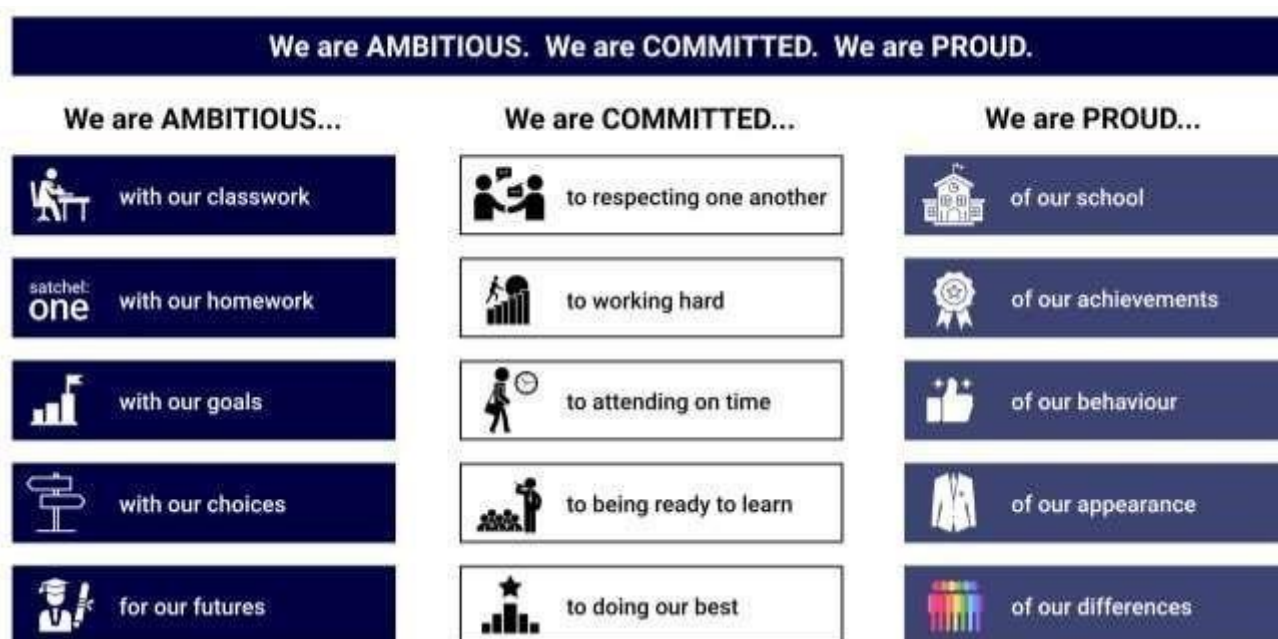 We are AMBITIOUS. We are COMMITTED. We are PROUD.
We are AMBITIOUS...
with our classwork
satchel:
one
with our homework
with our goals
with our choices
for our futures
We are COMMITTED...
to respecting one another
to working hard
to attending on time
to being ready to learn
to doing our best
We are PROUD...
of our school
of our achievements
of our behaviour
of our appearance
of our differences